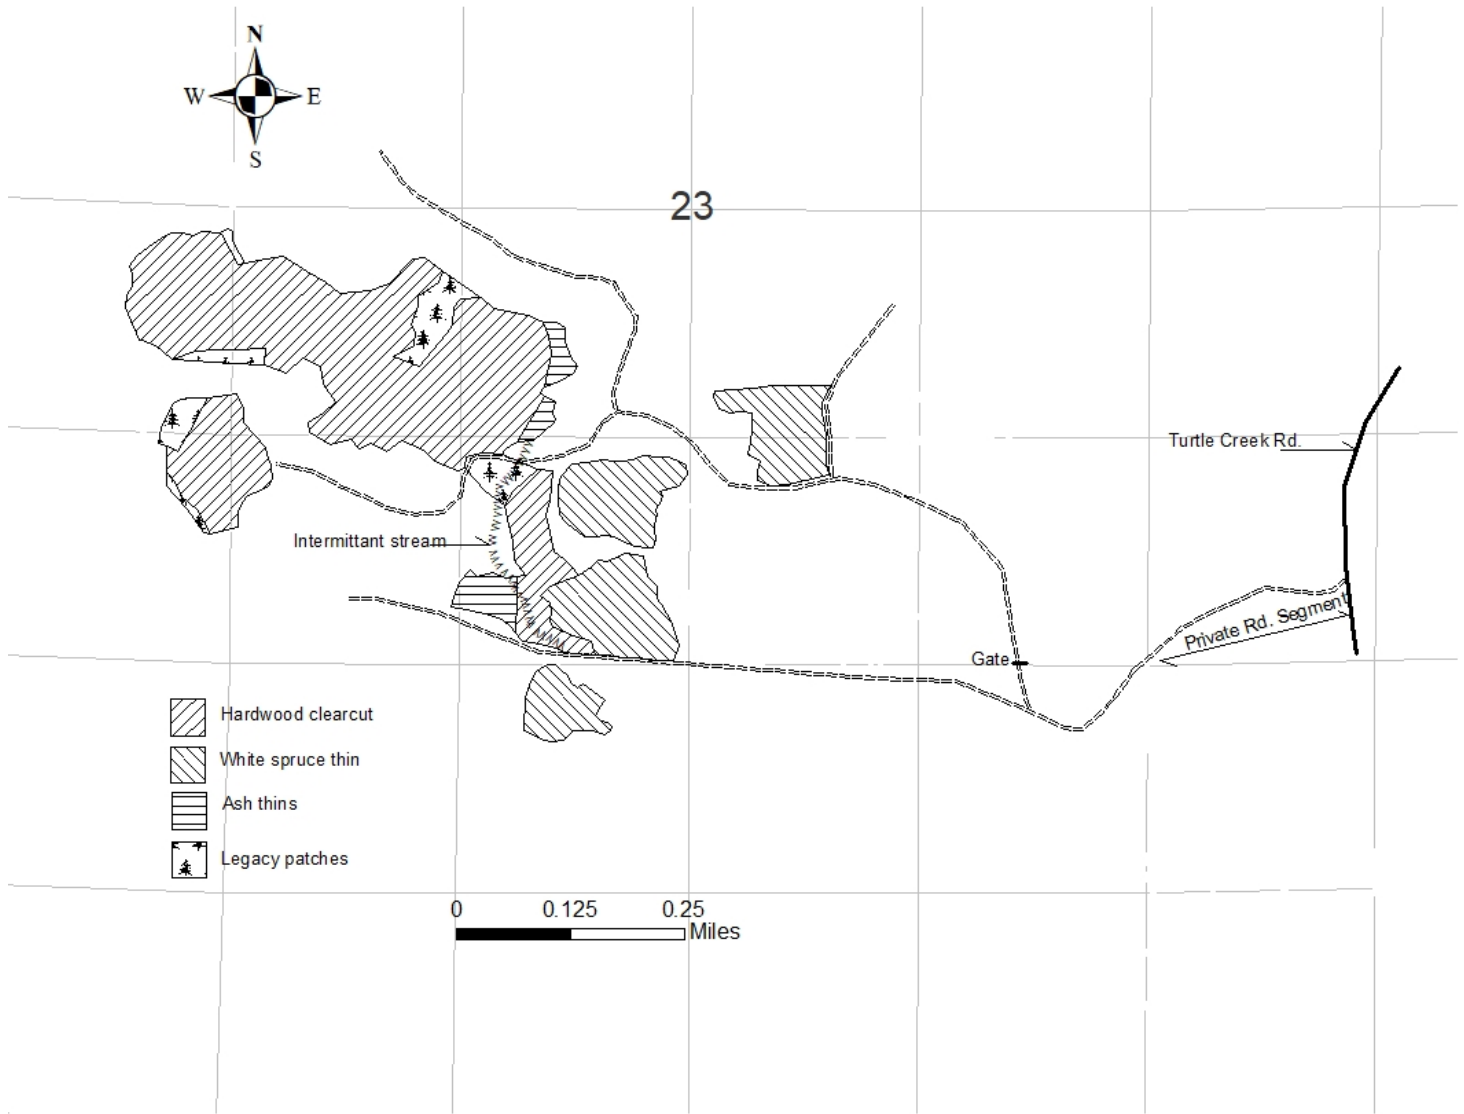 N
W E
S
23
Turtle Creek Rd.
Intermittant stream
Private Rd. Segment
Gate
Hardwood clearcut
White spruce thin
Ash thins
Legacy patches
0 0.125 0.25
Miles